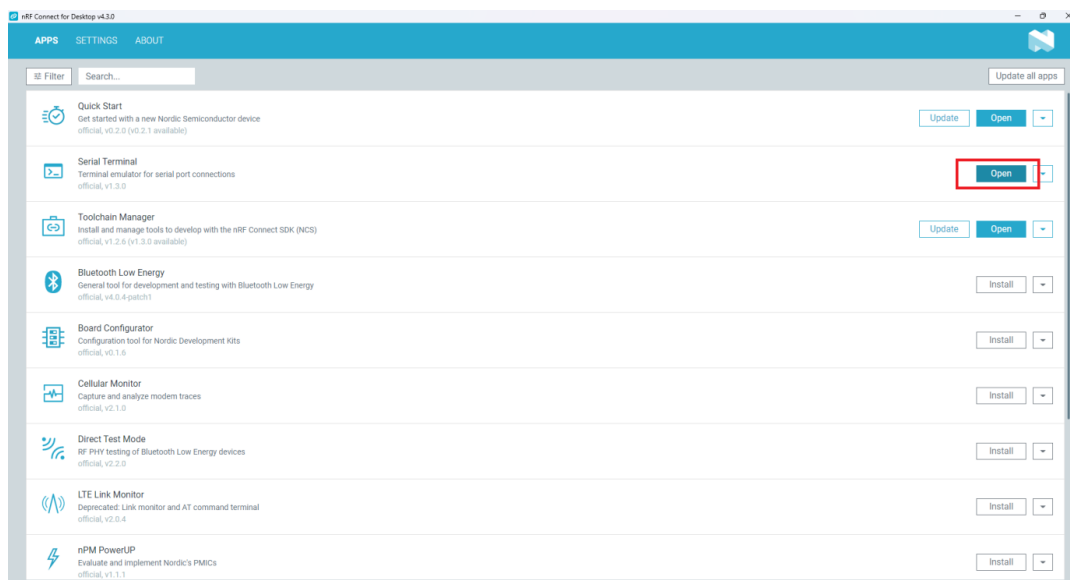 nRF Connect for Desktop v4.3.0
APPS SETTINGS ABOUT
Filter Search... Update all apps
Quick Start
Get started with a new Nordic Semiconductor device
official, v0.2.0 (v0.2.1 available)
Update Open
Serial Terminal
Terminal emulator for serial port connections
official, v1.3.0
Open
Toolchain Manager
Install and manage tools to develop with the nRF Connect SDK (NCS)
official, v1.2.6 (v1.3.0 available)
Update Open
Bluetooth Low Energy
General tool for development and testing with Bluetooth Low Energy
official, v4.0.4-patch1
Install
Board Configurator
Configuration tool for Nordic Development Kits
official, v0.1.6
Install
Cellular Monitor
Capture and analyze modem traces
official, v2.1.0
Install
Direct Test Mode
RF PHY testing of Bluetooth Low Energy devices
official, v2.2.0
Install
LTE Link Monitor
Deprecated: Link monitor and AT command terminal
official, v2.0.4
Install
nPM PowerUP
Evaluate and implement Nordic's PMICs
official, v1.1.1
Install